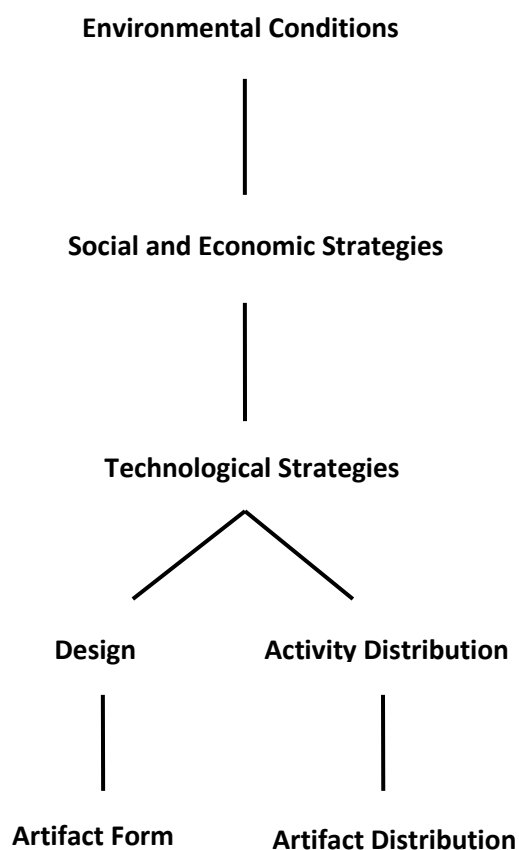 Environmental Conditions
Social and Economic Strategies
Technological Strategies
Design
Activity Distribution
Artifact Form
Artifact Distribution